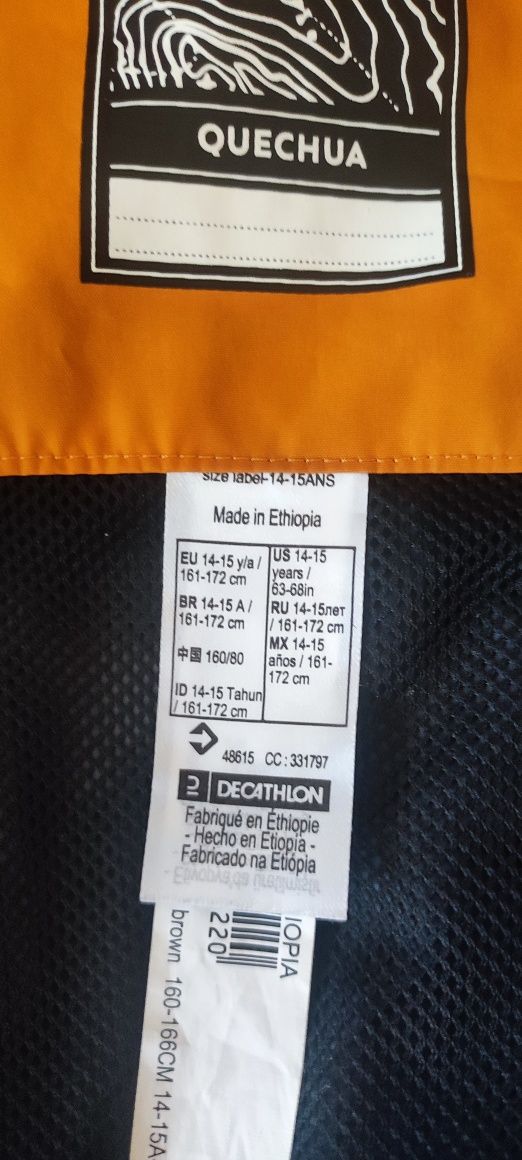 QUECHUA
size label-14-15ANS
Made in Ethiopia
EU 14-15 y/a /
161-172 cm
BR 14-15 A /
161-172 cm
中国 160/80
ID 14-15 Tahun
/ 161-172 cm
US 14-15
years /
63-68in
RU 14-15лет
/ 161-172 cm
MX 14-15
años / 161-
172 cm
48615 CC : 331797
DECATHLON
Fabriqué en Éthiopie
- Hecho en Etiopía -
Fabricado na Etiópia
IOPIA
220
brown 160-166CM 14-15A